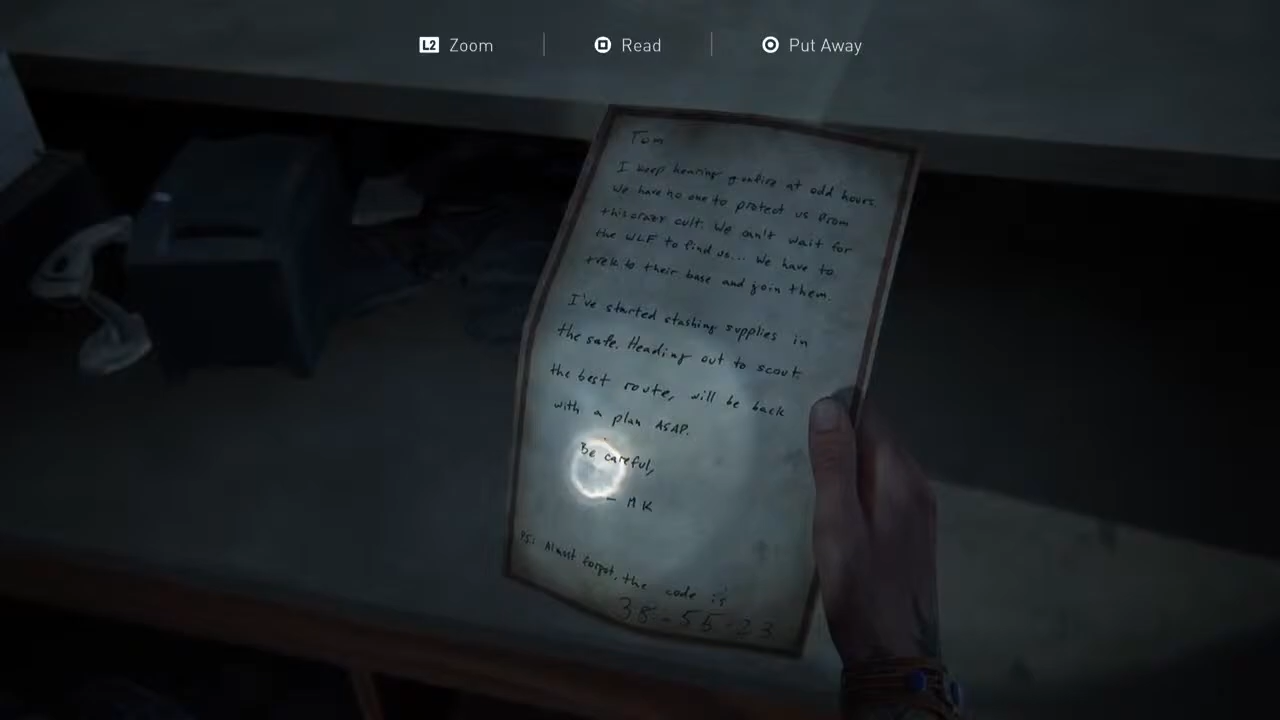 L2 Zoom Read Put Away
Tom
I keep hearing gunfire at odd hours.
We have no one to protect us from
this crazy cult. We can't wait for
the WLF to find us... We have to
trek to their base and join them.
I've started stashing supplies in
the safe. Heading out to scout
the best route, will be back
with a plan ASAP.
Be careful,
- MK
P.S.: Almost forgot, the code is
38-55-23